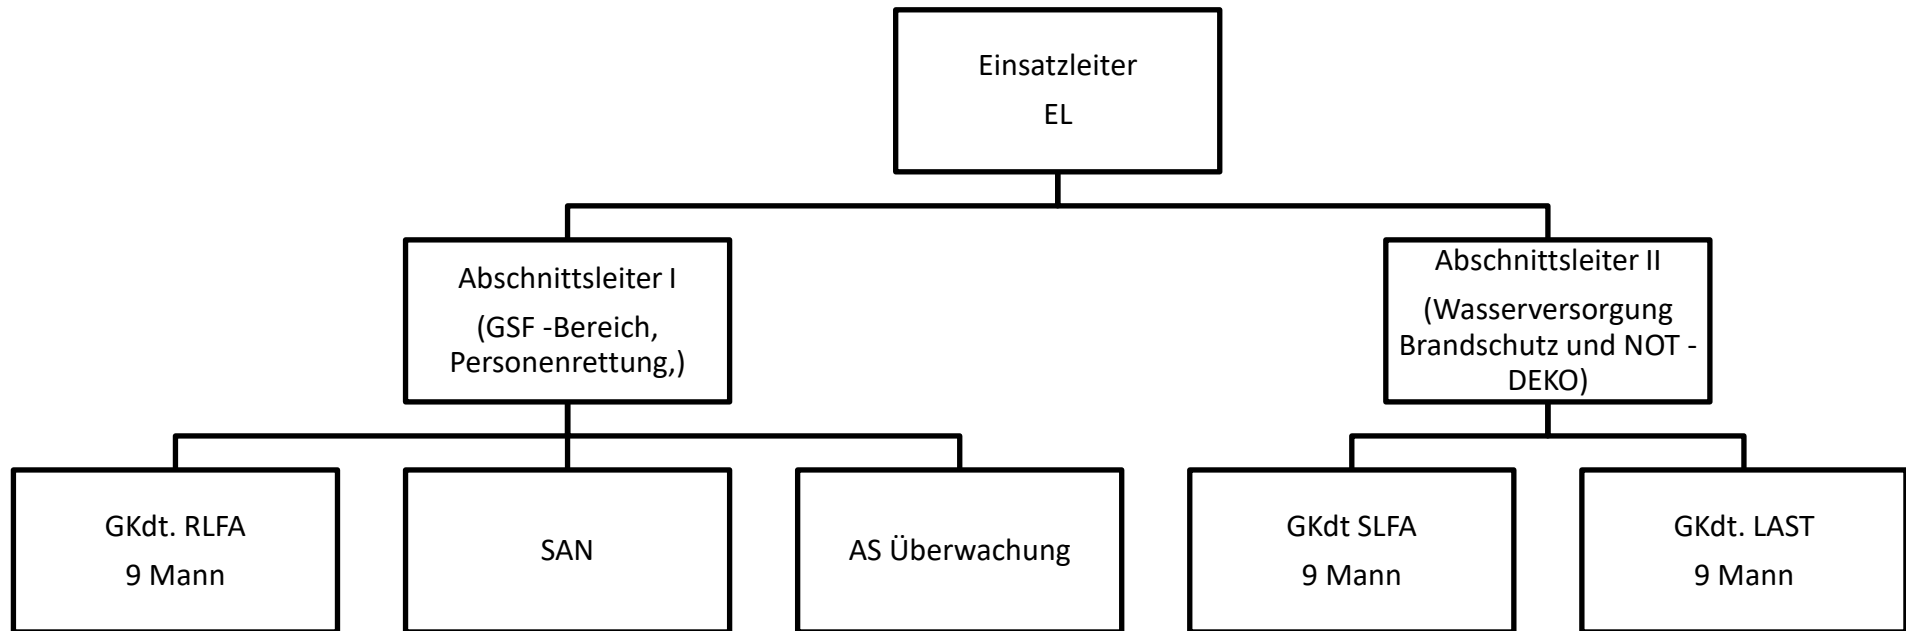 Einsatzleiter
EL
Abschnittsleiter I
(GSF -Bereich,
Personenrettung,)
Abschnittsleiter II
(Wasserversorgung
Brandschutz und NOT -
DEKO)
GKdt. RLFA
9 Mann
SAN
AS Überwachung
GKdt SLFA
9 Mann
GKdt. LAST
9 Mann